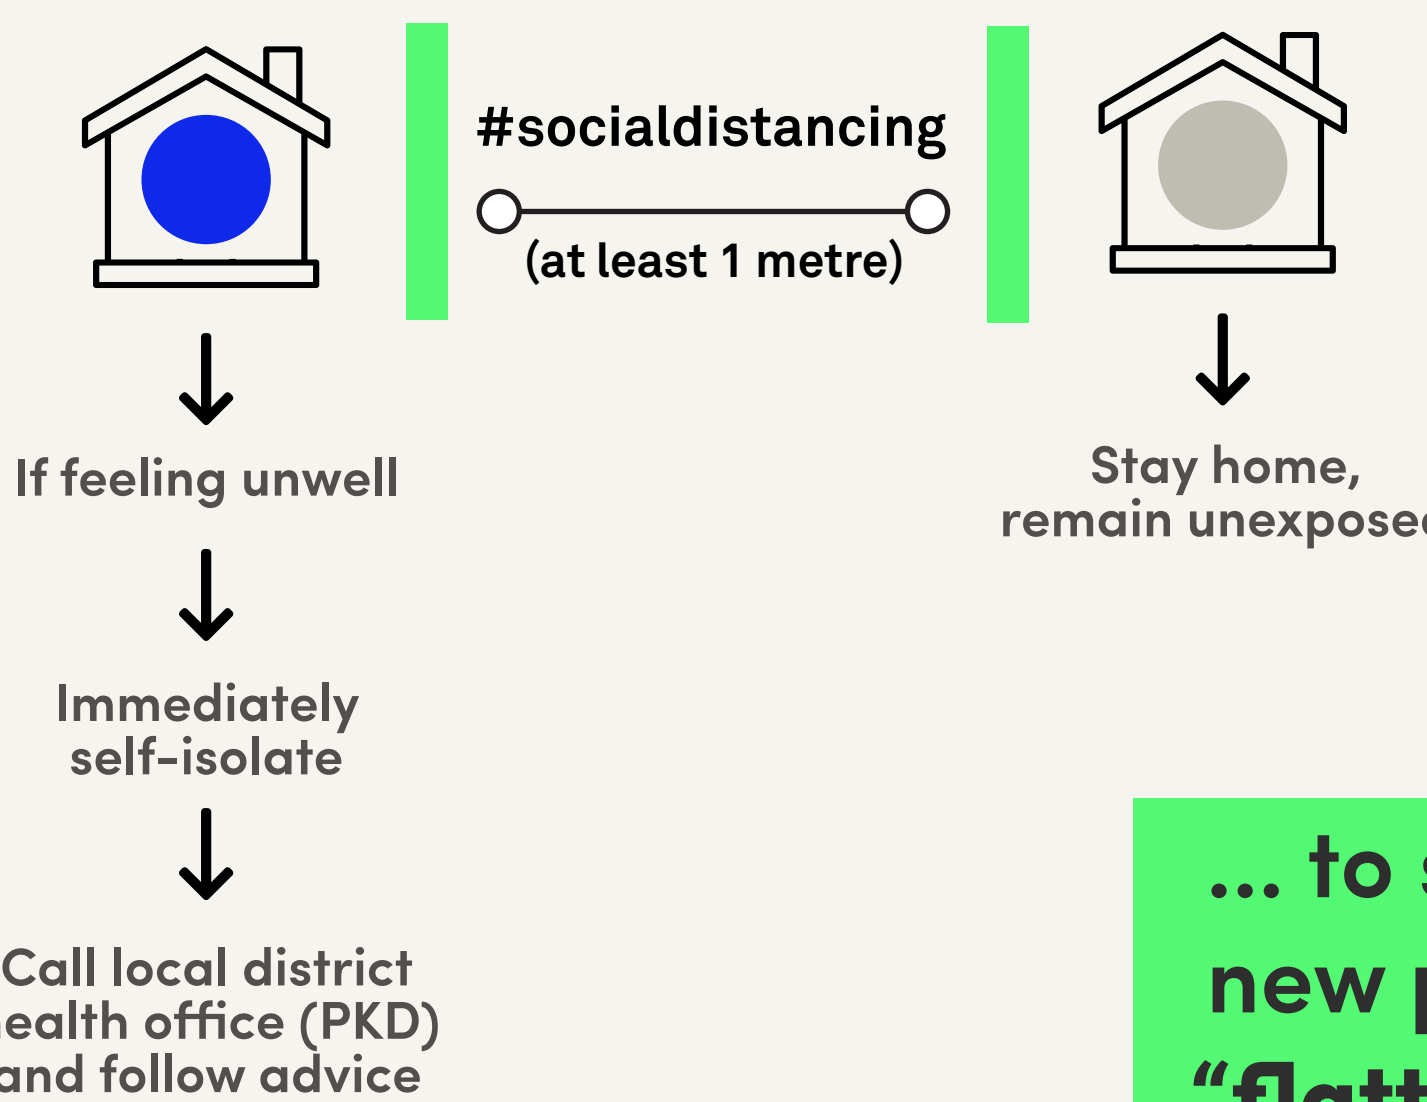 #socialdistancing
(at least 1 metre)
If feeling unwell
Immediately
self-isolate
Call local district
health office (PKD)
and follow advice
Stay home,
remain unexposed
... to
new